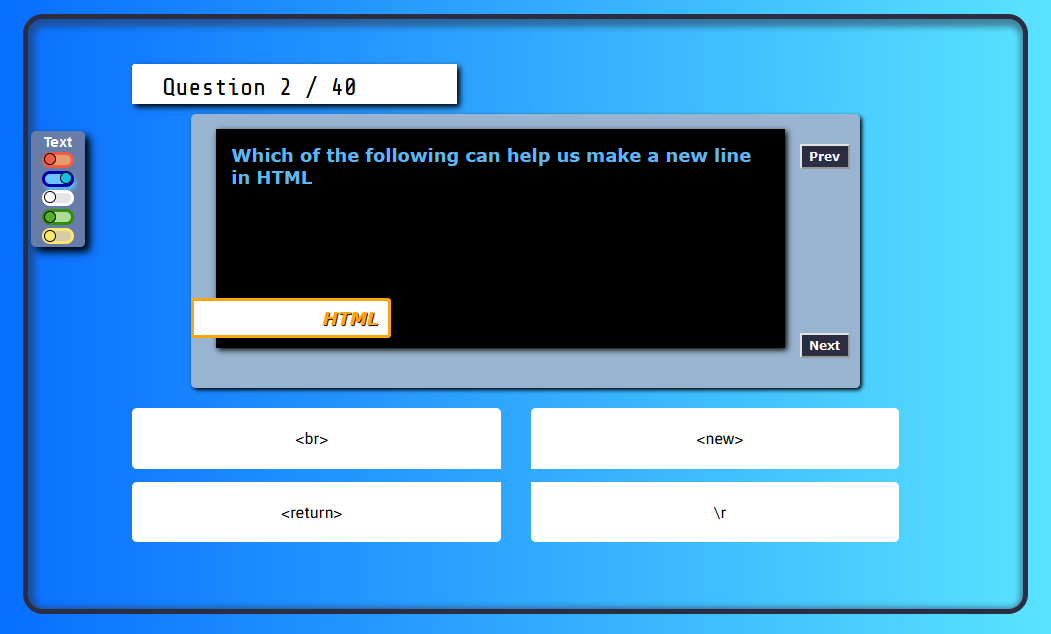 Question 2 / 40
Text
Which of the following can help us make a new line
in HTML
Prev
HTML
Next
<br>
<new>
<return>
\r